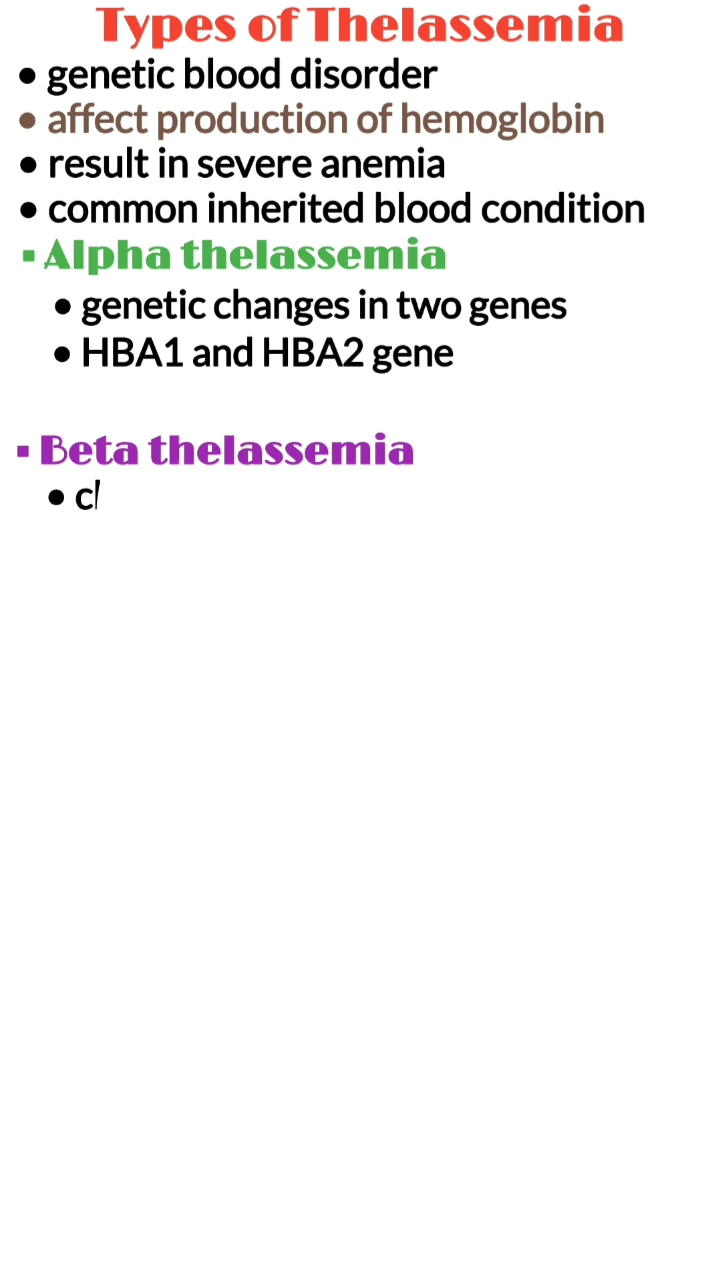 Types of Thelassemia
• genetic blood disorder
• affect production of hemoglobin
• result in severe anemia
• common inherited blood condition
▪ Alpha thelassemia
• genetic changes in two genes
• HBA1 and HBA2 gene
▪ Beta thelassemia
• c